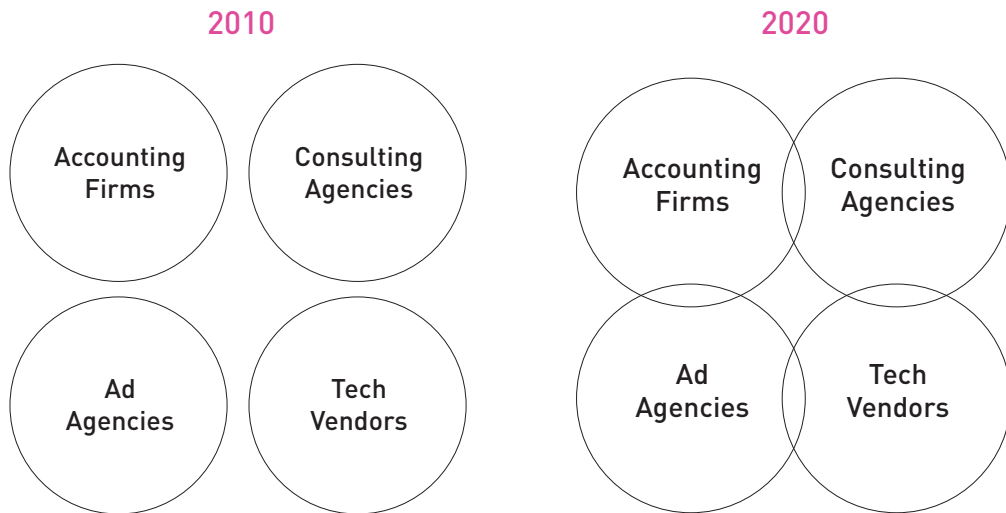 2010
Accounting
Firms
Consulting
Agencies
Ad
Agencies
Tech
Vendors
2020
Accounting
Firms
Consulting
Agencies
Ad
Agencies
Tech
Vendors